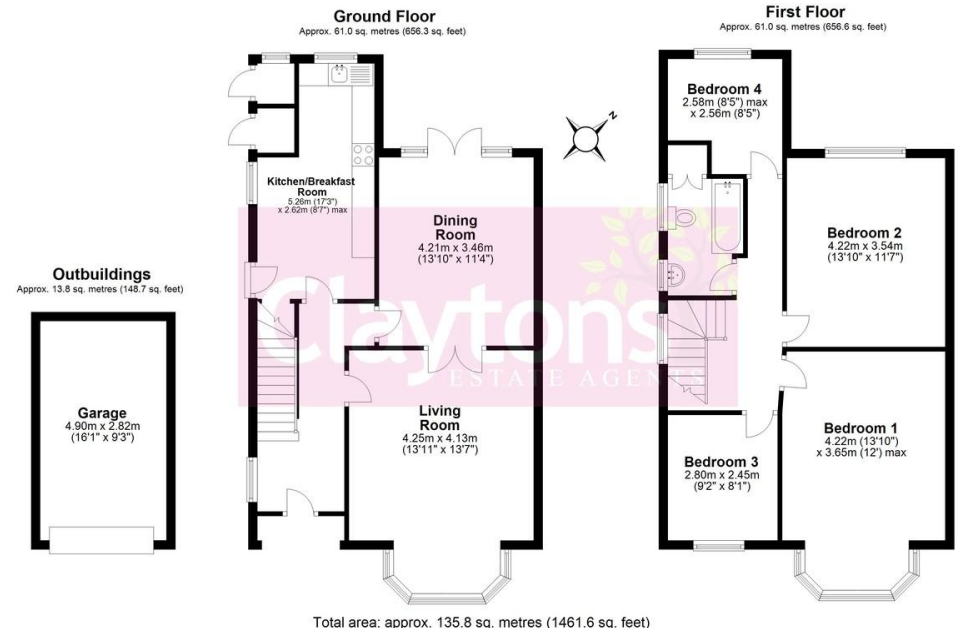 Ground Floor
Approx. 61.0 sq. metres (656.3 sq. feet)
First Floor
Approx. 61.0 sq. metres (656.6 sq. feet)
N
Bedroom 4
2.58m (8'5") max
x 2.56m (8'5")
Kitchen/Breakfast
Room
5.26m (17'3")
x 2.62m (8'7") max
Dining
Room
4.21m x 3.46m
(13'10" x 11'4")
Bedroom 2
4.22m x 3.54m
(13'10" x 11'7")
Outbuildings
Approx. 13.8 sq. metres (148.7 sq. feet)
Claytons
ESTATE AGENTS
Garage
4.90m x 2.82m
(16'1" x 9'3")
Living
Room
4.25m x 4.13m
(13'11" x 13'7")
Bedroom 1
4.22m (13'10")
x 3.65m (12') max
Bedroom 3
2.80m x 2.45m
(9'2" x 8'1")
Total area: approx. 135.8 sq. metres (1461.6 sq. feet)